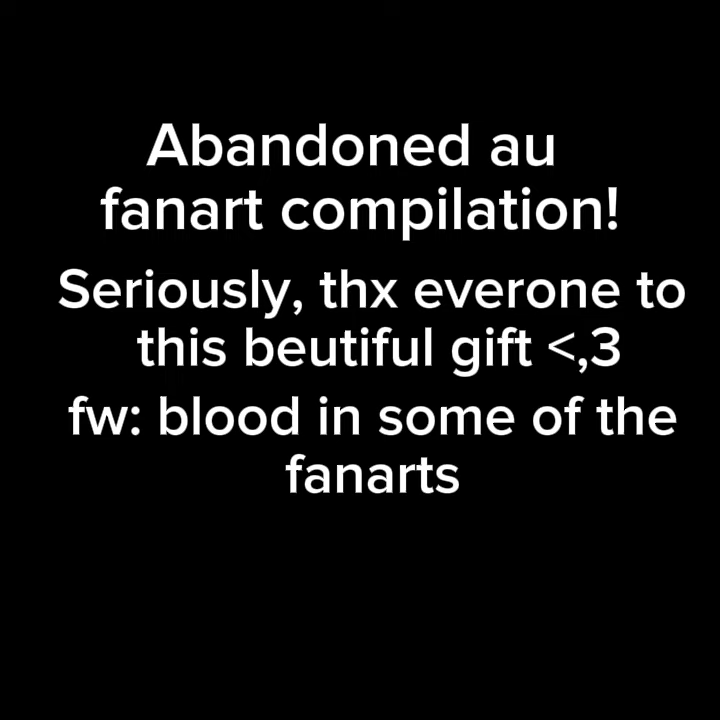 Abandoned au
fanart compilation!
Seriously, thx everone to
this beutiful gift <,3
fw: blood in some of the
fanarts